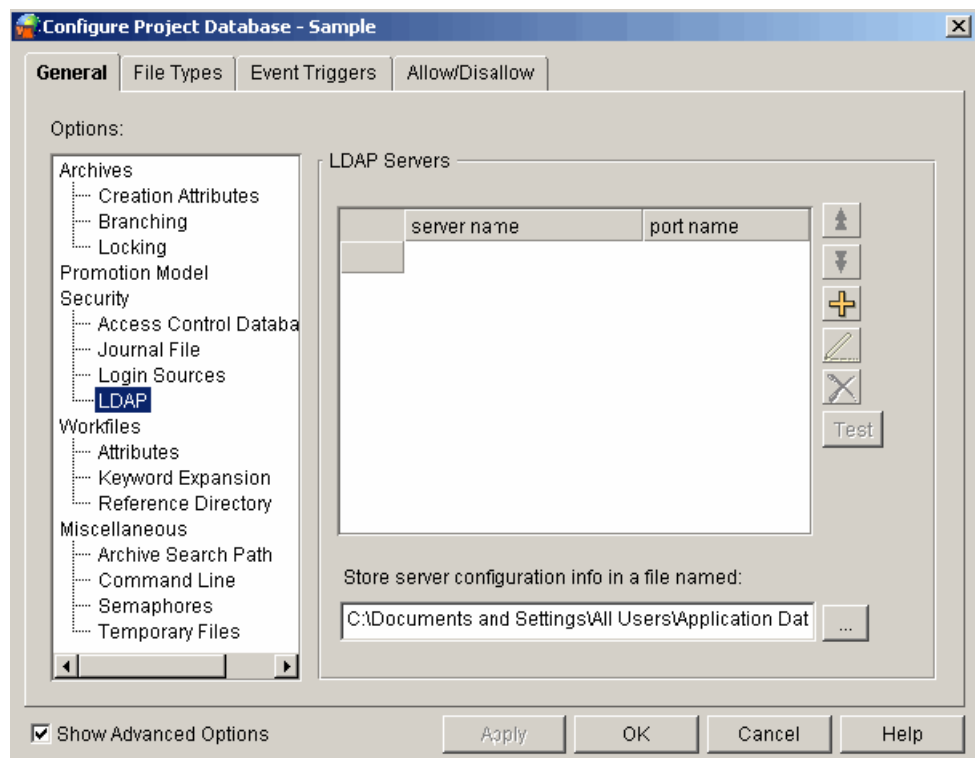 Configure Project Database - Sample
General File Types Event Triggers Allow/Disallow
Options:
Archives
Creation Attributes
Branching
Locking
Promotion Model
Security
Access Control Databa
Journal File
Login Sources
LDAP
Workfiles
Attributes
Keyword Expansion
Reference Directory
Miscellaneous
Archive Search Path
Command Line
Semaphores
Temporary Files
LDAP Servers
server name port name
Test
Store server configuration info in a file named:
C:\Documents and Settings\All Users\Application Dat
...
Show Advanced Options
Apply OK Cancel Help